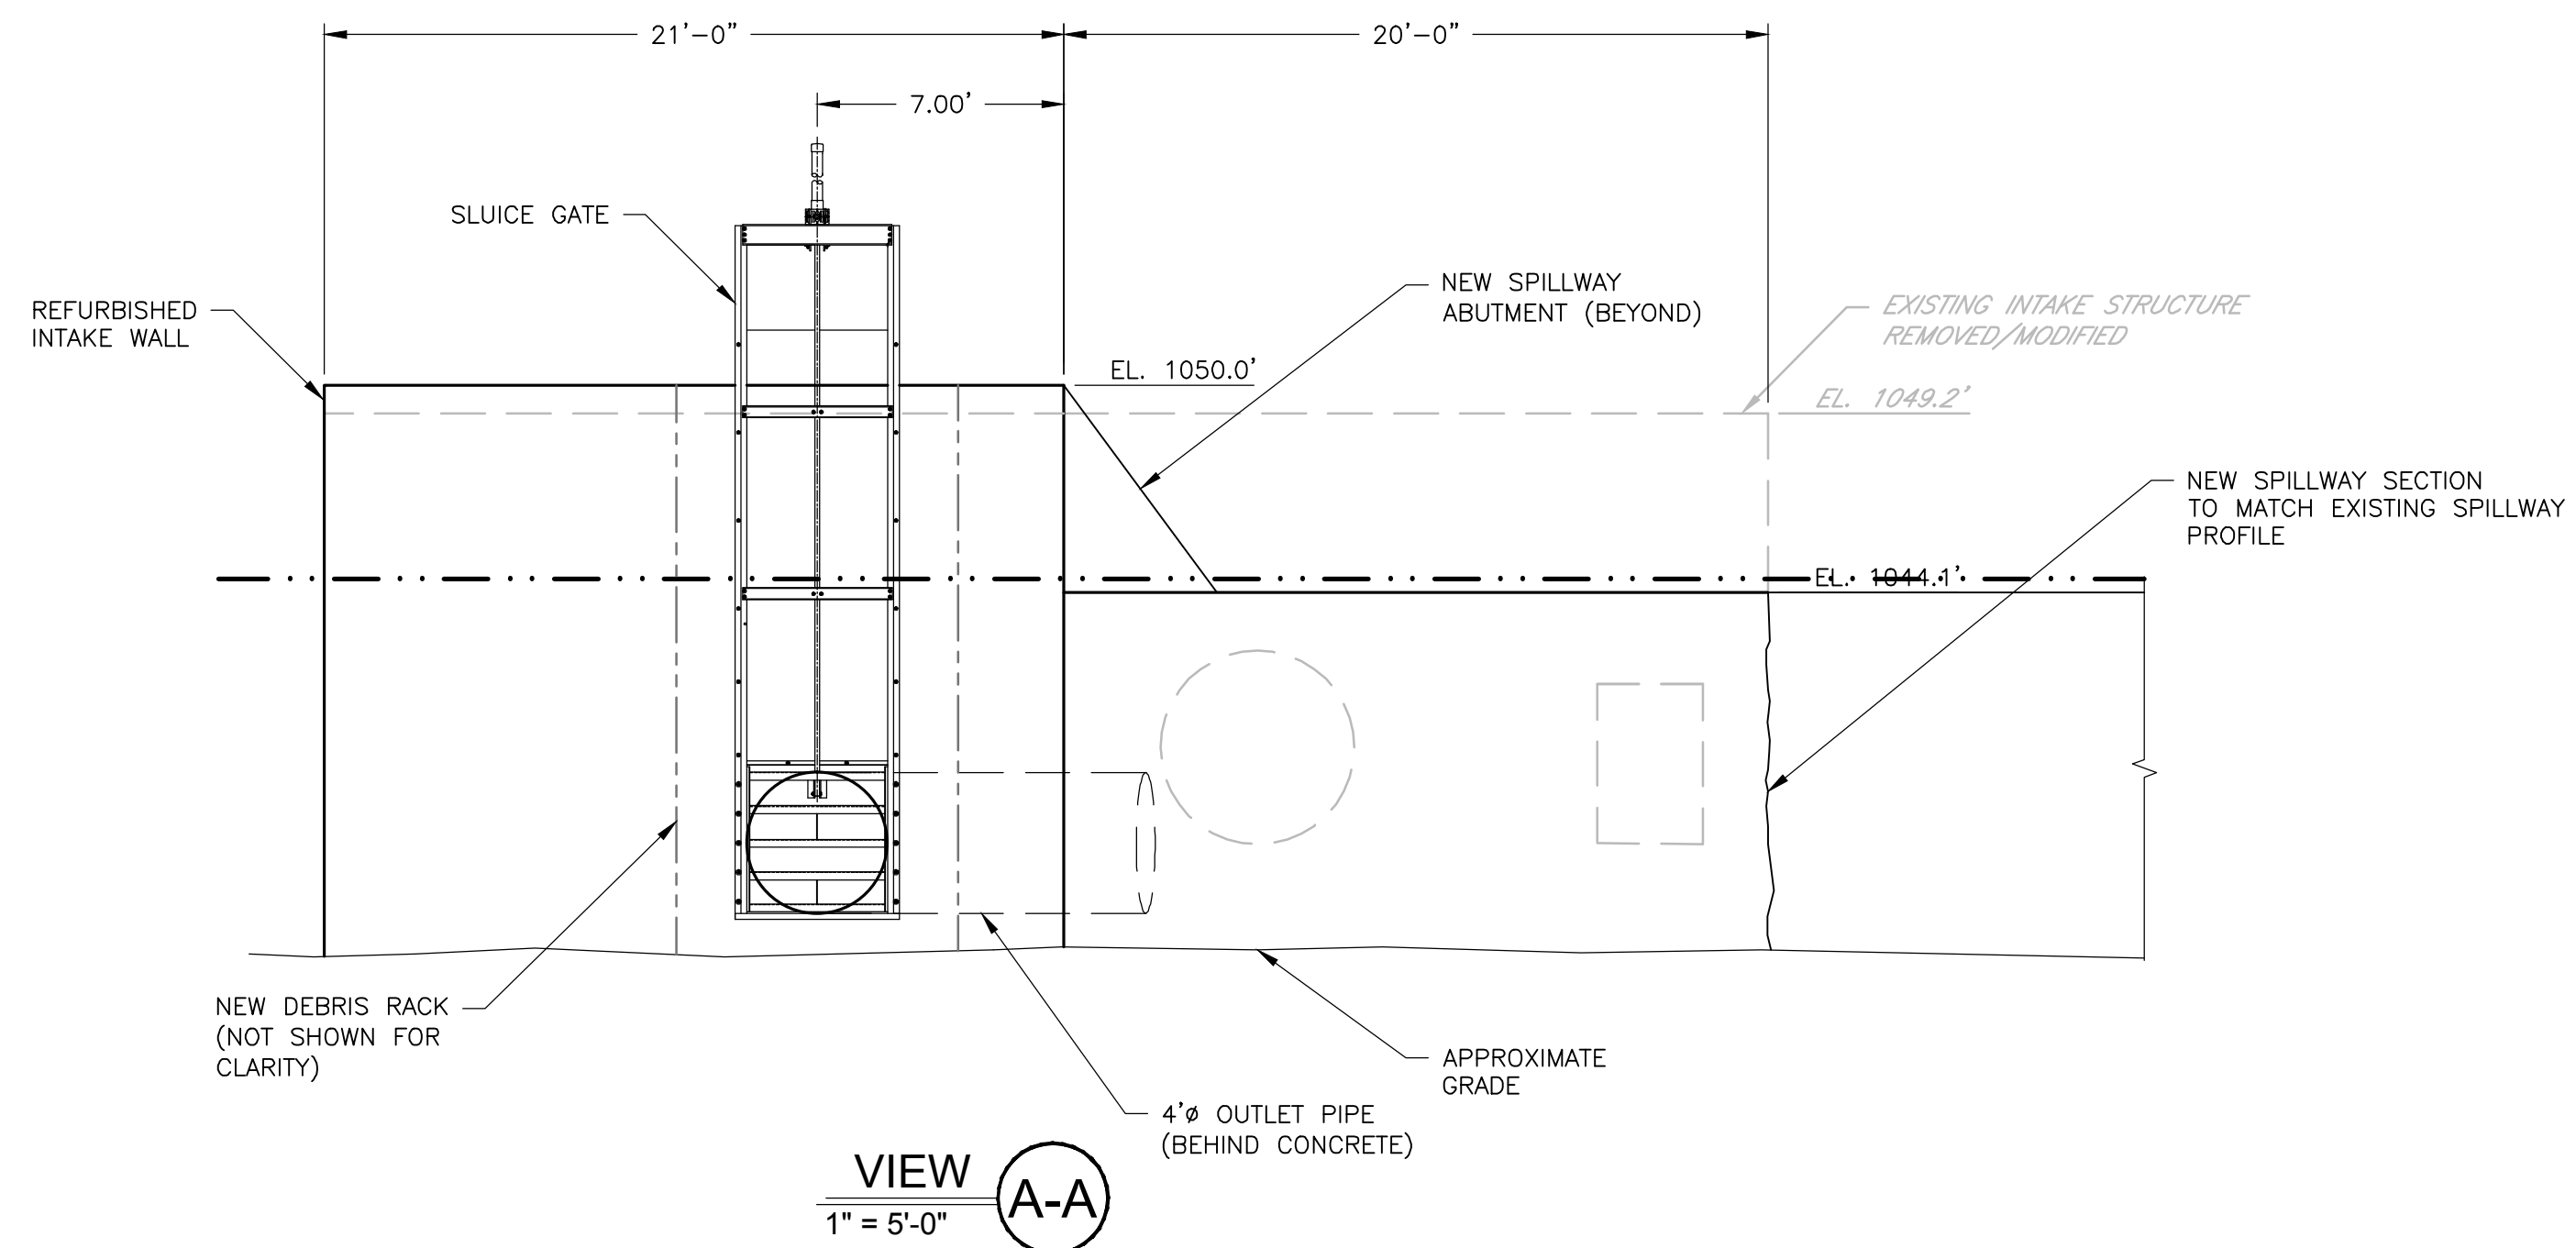 21'-0"
20'-0"
7.00'
SLUICE GATE
REFURBISHED
INTAKE WALL
NEW SPILLWAY
ABUTMENT (BEYOND)
EXISTING INTAKE STRUCTURE
REMOVED/MODIFIED
EL. 1050.0'
EL. 1049.2'
NEW SPILLWAY SECTION
TO MATCH EXISTING SPILLWAY
PROFILE
EL. 1044.1'
NEW DEBRIS RACK
(NOT SHOWN FOR
CLARITY)
APPROXIMATE
GRADE
4'ø OUTLET PIPE
(BEHIND CONCRETE)
VIEW
A-A
1" = 5'-0"